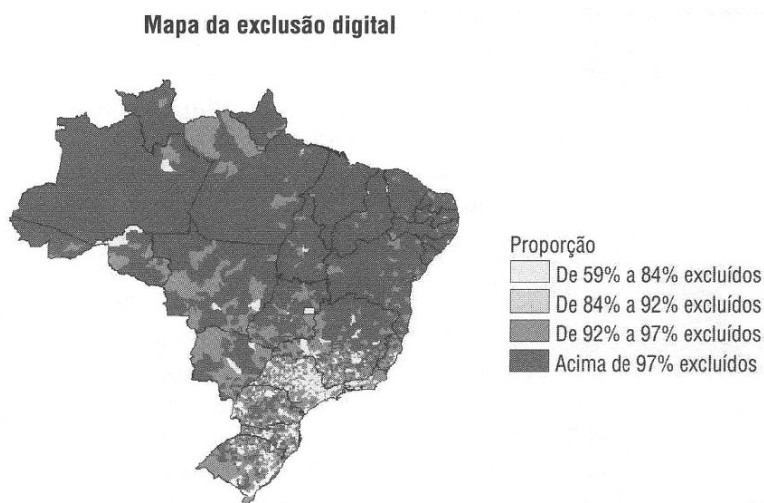 Mapa da exclusão digital
Proporção
De 59% a 84% excluídos
De 84% a 92% excluídos
De 92% a 97% excluídos
Acima de 97% excluídos